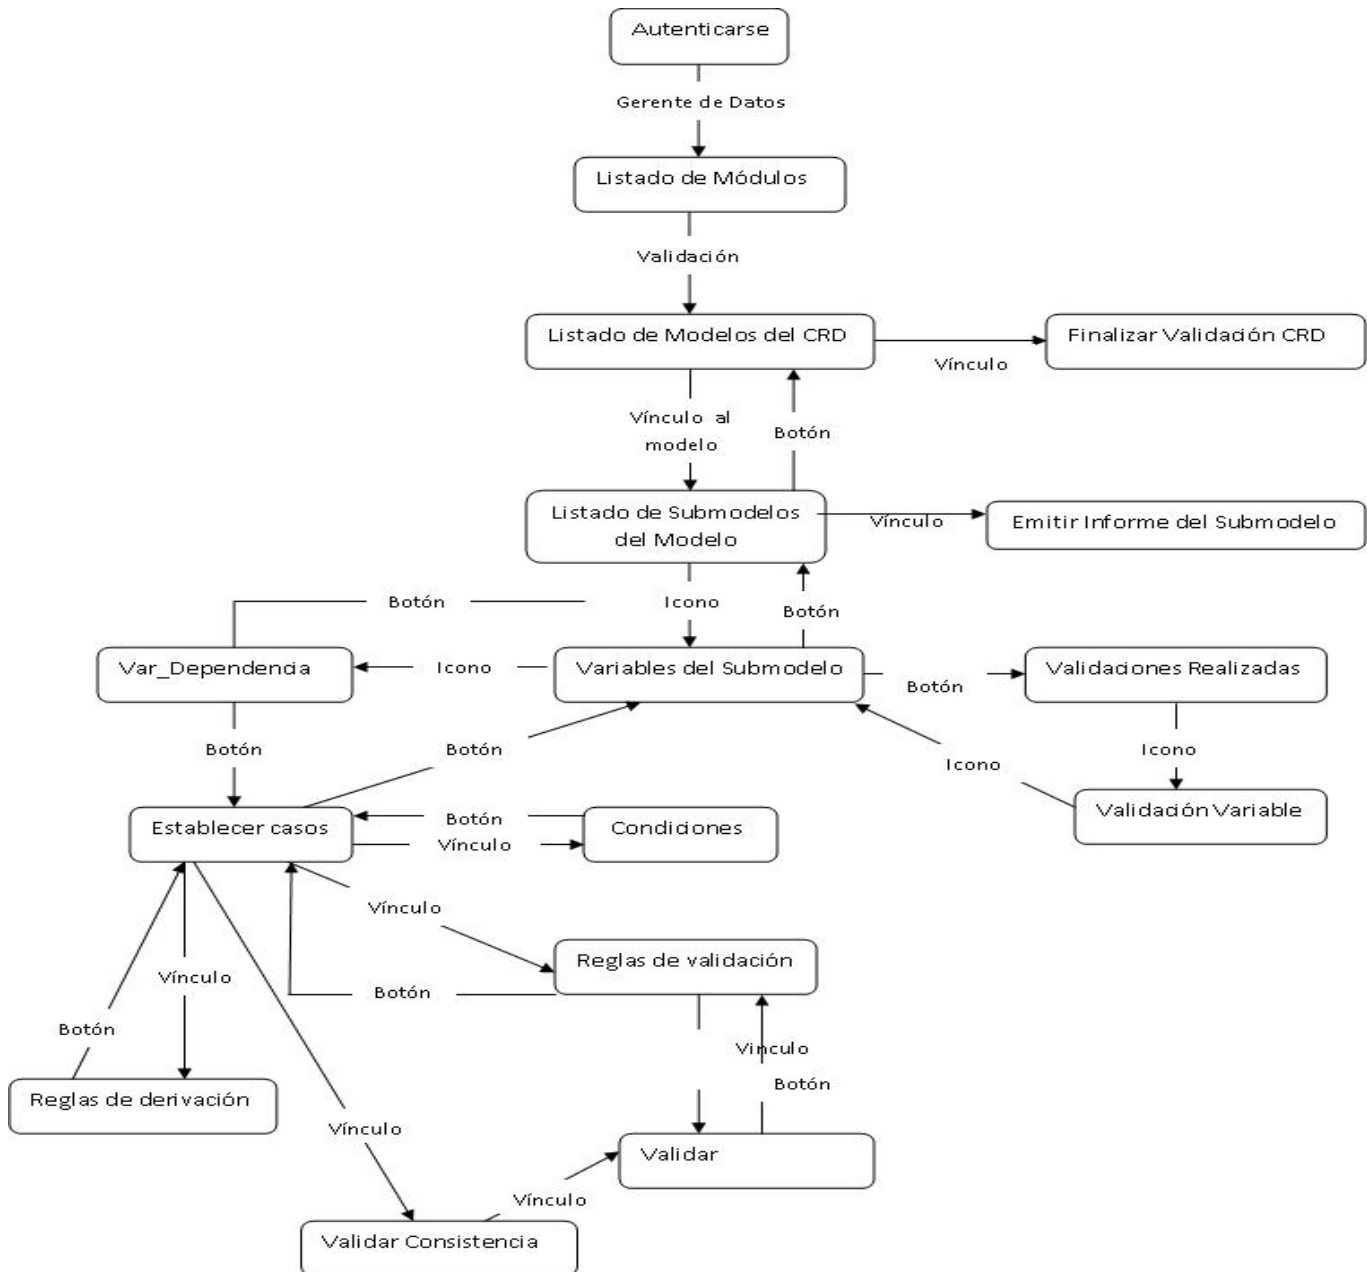 Autenticarse
Gerente de Datos
Listado de Módulos
Validación
Listado de Modelos del CRD
Finalizar Validación CRD
Vínculo
Vínculo al
modelo
Botón
Listado de Submodelos
del Modelo
Vínculo
Emitir Informe del Submodelo
Botón
Icono
Botón
Var_Dependencia
Icono
Variables del Submodelo
Botón
Validaciones Realizadas
Botón
Botón
Icono
Icono
Establecer casos
Botón
Vínculo
Condiciones
Validación Variable
Vínculo
Reglas de validación
Vínculo
Botón
Botón
Vinculo
Botón
Reglas de derivación
Vínculo
Validar
Vínculo
Validar Consistencia